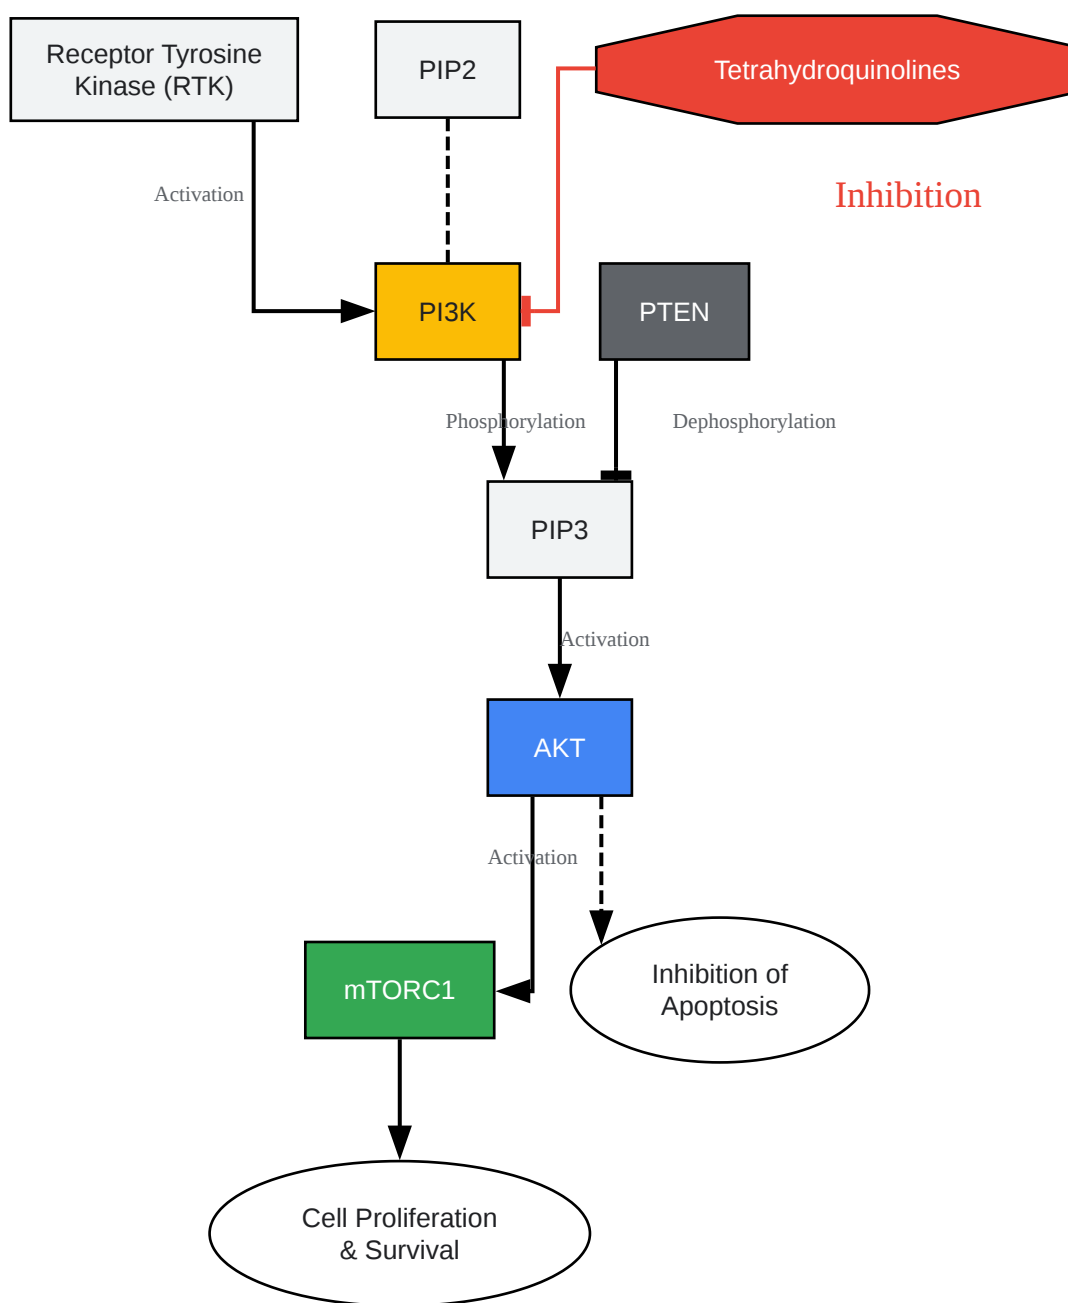 Receptor Tyrosine
Kinase (RTK)
PIP2
Tetrahydroquinolines
Activation
Inhibition
PI3K
PTEN
Phosphorylation
Dephosphorylation
PIP3
Activation
AKT
Activation
mTORC1
Inhibition of
Apoptosis
Cell Proliferation
& Survival